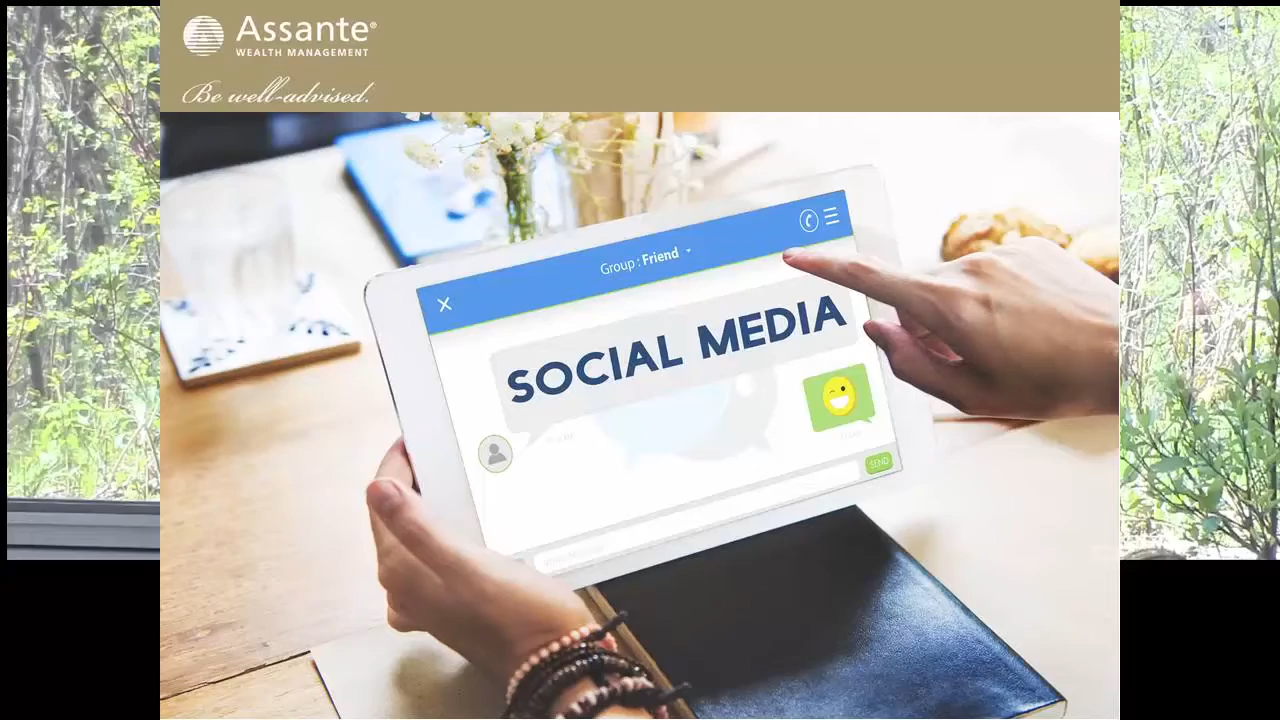 Assante®
WEALTH MANAGEMENT
Be well-advised.
Group : Friend
SOCIAL MEDIA
SEND